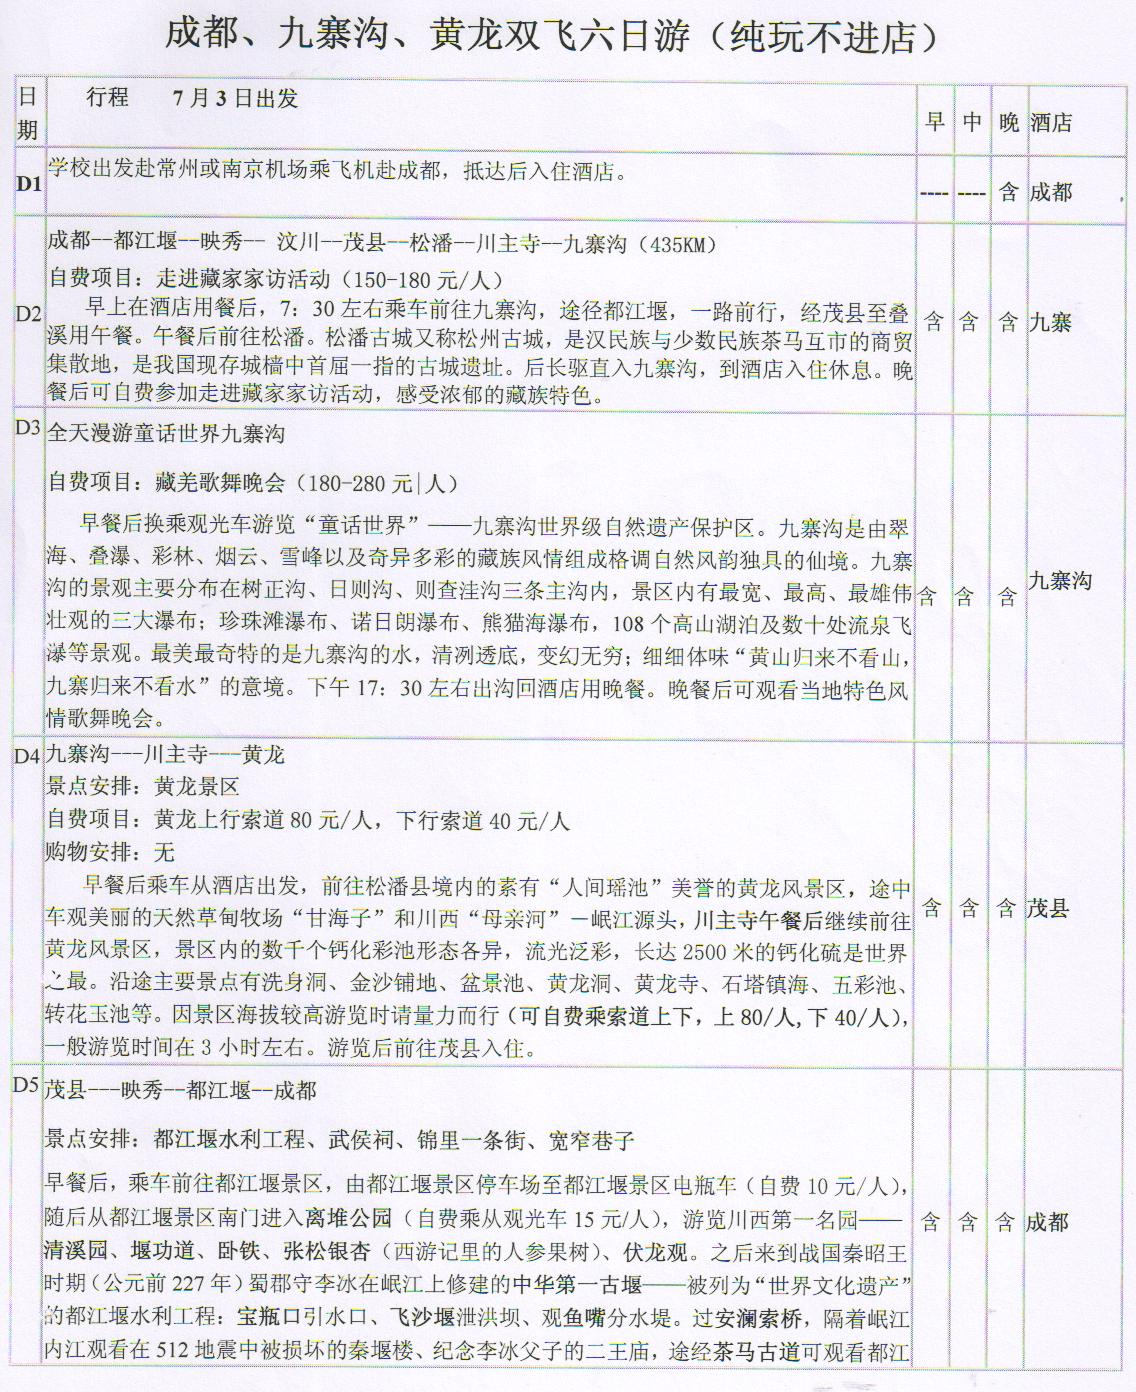 成都、九寨沟、黄龙双飞六日游（纯玩不进店）
日期 行程 7月3日出发 早 中 晚 酒店
D1 学校出发赴常州或南京机场乘飞机赴成都，抵达后入住酒店。 ---- ---- 含 成都
成都--都江堰--映秀-- 汶川--茂县--松潘--川主寺--九寨沟（435KM）
自费项目：走进藏家家访活动（150-180元/人）
D2 早上在酒店用餐后，7：30左右乘车前往九寨沟，途径都江堰，一路前行，经茂县至叠 含 含 含 九寨
溪用午餐。午餐后前往松潘。松潘古城又称松州古城，是汉民族与少数民族茶马互市的商贸
集散地，是我国现存城樯中首屈一指的古城遗址。后长驱直入九寨沟，到酒店入住休息。晚
餐后可自费参加走进藏家家访活动，感受浓郁的藏族特色。
D3 全天漫游童话世界九寨沟
自费项目：藏羌歌舞晚会（180-280元|人）
早餐后换乘观光车游览“童话世界”——九寨沟世界级自然遗产保护区。九寨沟是由翠
海、叠瀑、彩林、烟云、雪峰以及奇异多彩的藏族风情组成格调自然风韵独具的仙境。九寨
沟的景观主要分布在树正沟、日则沟、则查洼沟三条主沟内，景区内有最宽、最高、最雄伟 含 含 含 九寨沟
壮观的三大瀑布；珍珠滩瀑布、诺日朗瀑布、熊猫海瀑布，108个高山湖泊及数十处流泉飞
瀑等景观。最美最奇特的是九寨沟的水，清冽透底，变幻无穷；细细体味“黄山归来不看山，
九寨归来不看水”的意境。下午17：30左右出沟回酒店用晚餐。晚餐后可观看当地特色风
情歌舞晚会。
D4 九寨沟---川主寺---黄龙
景点安排：黄龙景区
自费项目：黄龙上行索道80元/人，下行索道40元/人
购物安排：无
早餐后乘车从酒店出发，前往松潘县境内的素有“人间瑶池”美誉的黄龙风景区，途中
车观美丽的天然草甸牧场“甘海子”和川西“母亲河”－岷江源头，川主寺午餐后继续前往 含 含 含 茂县
黄龙风景区，景区内的数千个钙化彩池形态各异，流光泛彩，长达2500米的钙化硫是世界
之最。沿途主要景点有洗身洞、金沙铺地、盆景池、黄龙洞、黄龙寺、石塔镇海、五彩池、
转花玉池等。因景区海拔较高游览时请量力而行（可自费乘索道上下，上80/人,下40/人），
一般游览时间在3小时左右。游览后前往茂县入住。
D5 茂县---映秀--都江堰--成都
景点安排：都江堰水利工程、武侯祠、锦里一条街、宽窄巷子
早餐后，乘车前往都江堰景区，由都江堰景区停车场至都江堰景区电瓶车（自费10元/人），
随后从都江堰景区南门进入离堆公园（自费乘从观光车15元/人），游览川西第一名园—— 含 含 含 成都
清溪园、堰功道、卧铁、张松银杏（西游记里的人参果树）、伏龙观。之后来到战国秦昭王
时期（公元前227年）蜀郡守李冰在岷江上修建的中华第一古堰——被列为“世界文化遗产”
的都江堰水利工程：宝瓶口引水口、飞沙堰泄洪坝、观鱼嘴分水堤。过安澜索桥，隔着岷江
内江观看在512地震中被损坏的秦堰楼、纪念李冰父子的二王庙，途经茶马古道可观看都江